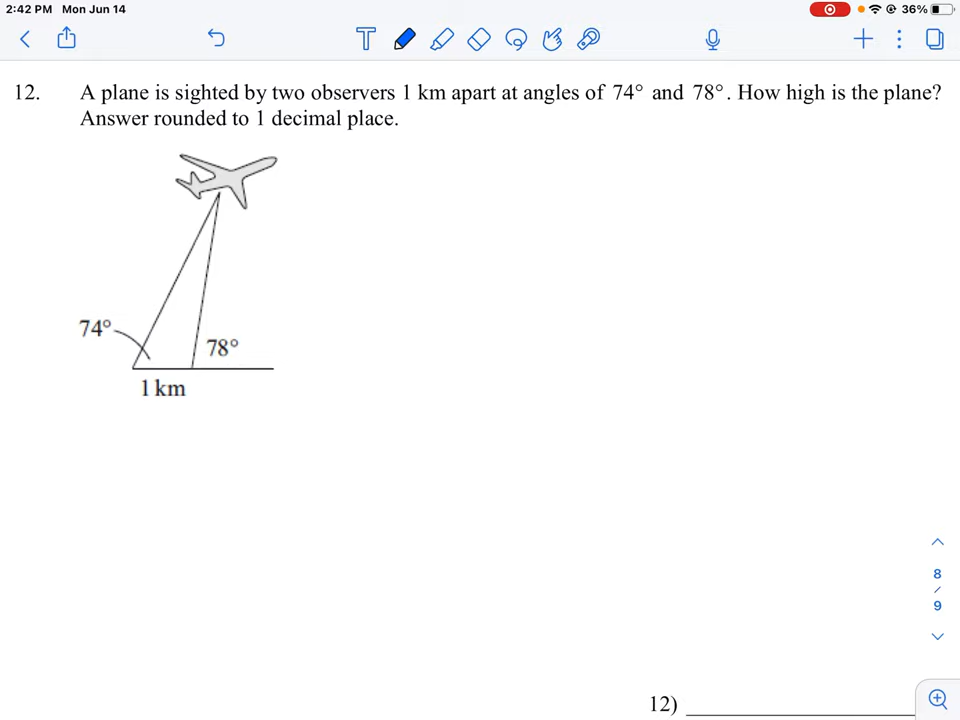 2:42 PM Mon Jun 14
36%
T
12. A plane is sighted by two observers 1 km apart at angles of 74° and 78°. How high is the plane?
Answer rounded to 1 decimal place.
74°
78°
1 km
8
/
9
12)